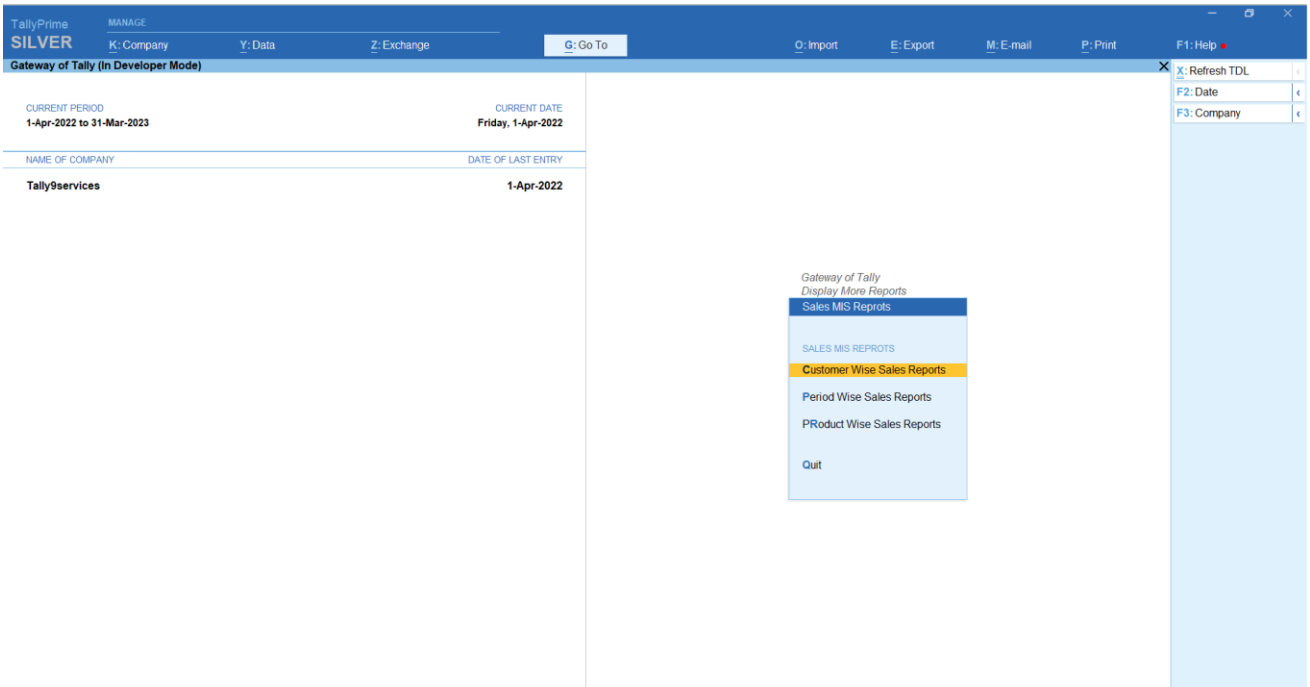 TallyPrime
MANAGE
SILVER
K: Company
Y: Data
Z: Exchange
G: Go To
O: Import
E: Export
M: E-mail
P: Print
F1: Help
Gateway of Tally (In Developer Mode)
X: Refresh TDL
F2: Date
F3: Company
CURRENT PERIOD
CURRENT DATE
1-Apr-2022 to 31-Mar-2023
Friday, 1-Apr-2022
NAME OF COMPANY
DATE OF LAST ENTRY
Tally9services
1-Apr-2022
Gateway of Tally
Display More Reports
Sales MIS Reprots
SALES MIS REPROTS
Customer Wise Sales Reports
Period Wise Sales Reports
PRoduct Wise Sales Reports
Quit